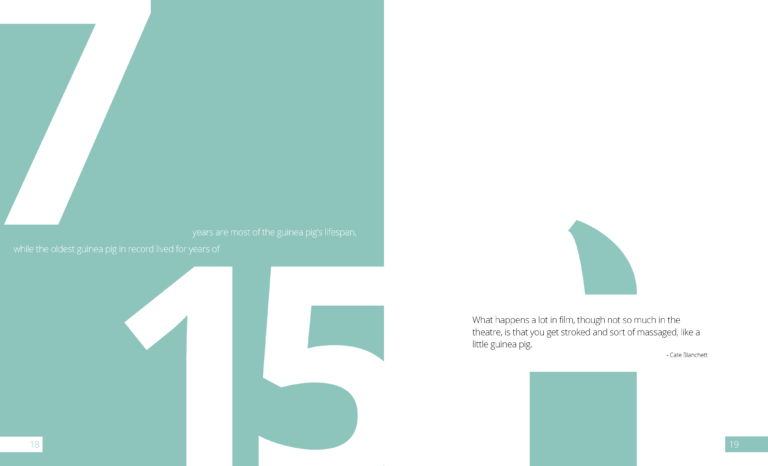 7
years are most of the guinea pig's lifespan,
while the oldest guinea pig in record lived for years of
15
18
What happens a lot in film, though not so much in the
theatre, is that you get stroked and sort of massaged, like a
little guinea pig.
- Cate Blanchett
19